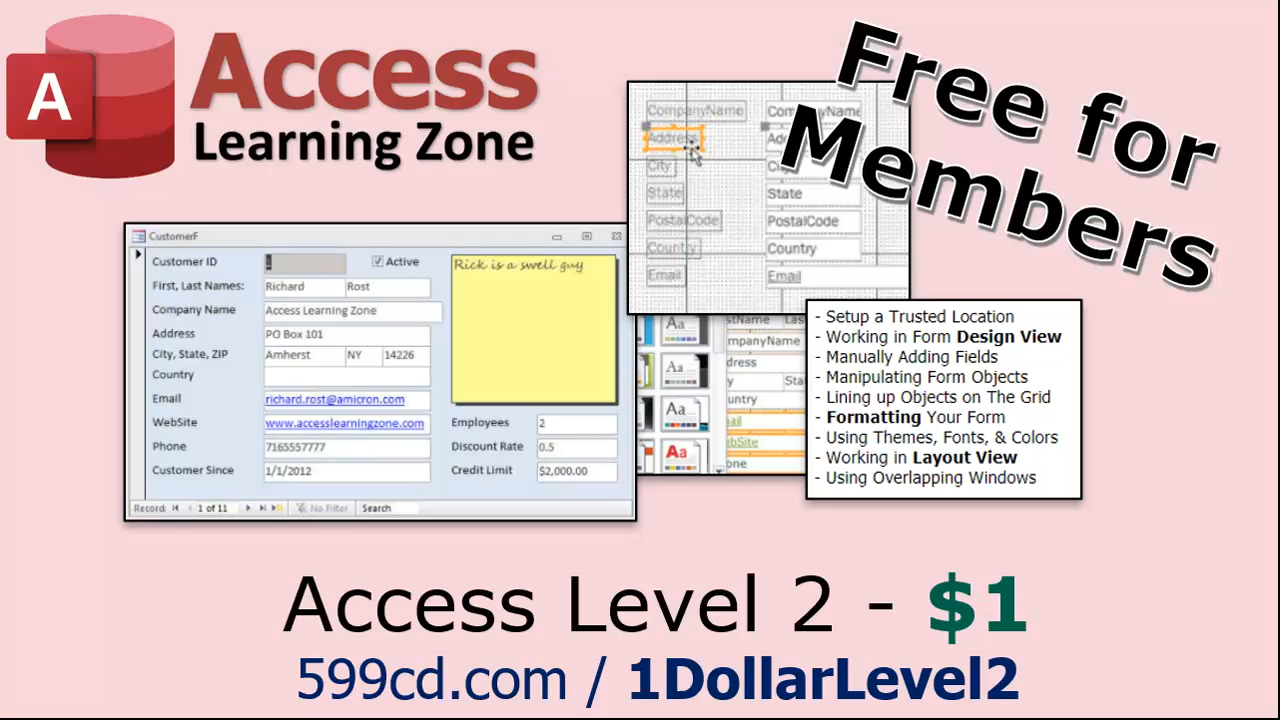 A
Access
Learning Zone
Free for
Members
CompanyName CompanyName
Address
City
State State
PostalCode PostalCode
Country Country
Email Email
CustomerF
Customer ID Active
First, Last Names: Richard Rost
Company Name Access Learning Zone
Address PO Box 101
City, State, ZIP Amherst NY 14226
Country
Email richard.rost@amicron.com
WebSite www.accesslearningzone.com
Phone 7165557777
Customer Since 1/1/2012
Rick is a swell guy
Employees 2
Discount Rate 0.5
Credit Limit $2,000.00
Record: 1 of 11 No Filter Search
Aa
Aa
Aa
Aa
- Setup a Trusted Location
- Working in Form Design View
- Manually Adding Fields
- Manipulating Form Objects
- Lining up Objects on The Grid
- Formatting Your Form
- Using Themes, Fonts, & Colors
- Working in Layout View
- Using Overlapping Windows
Access Level 2 - $1
599cd.com / 1DollarLevel2